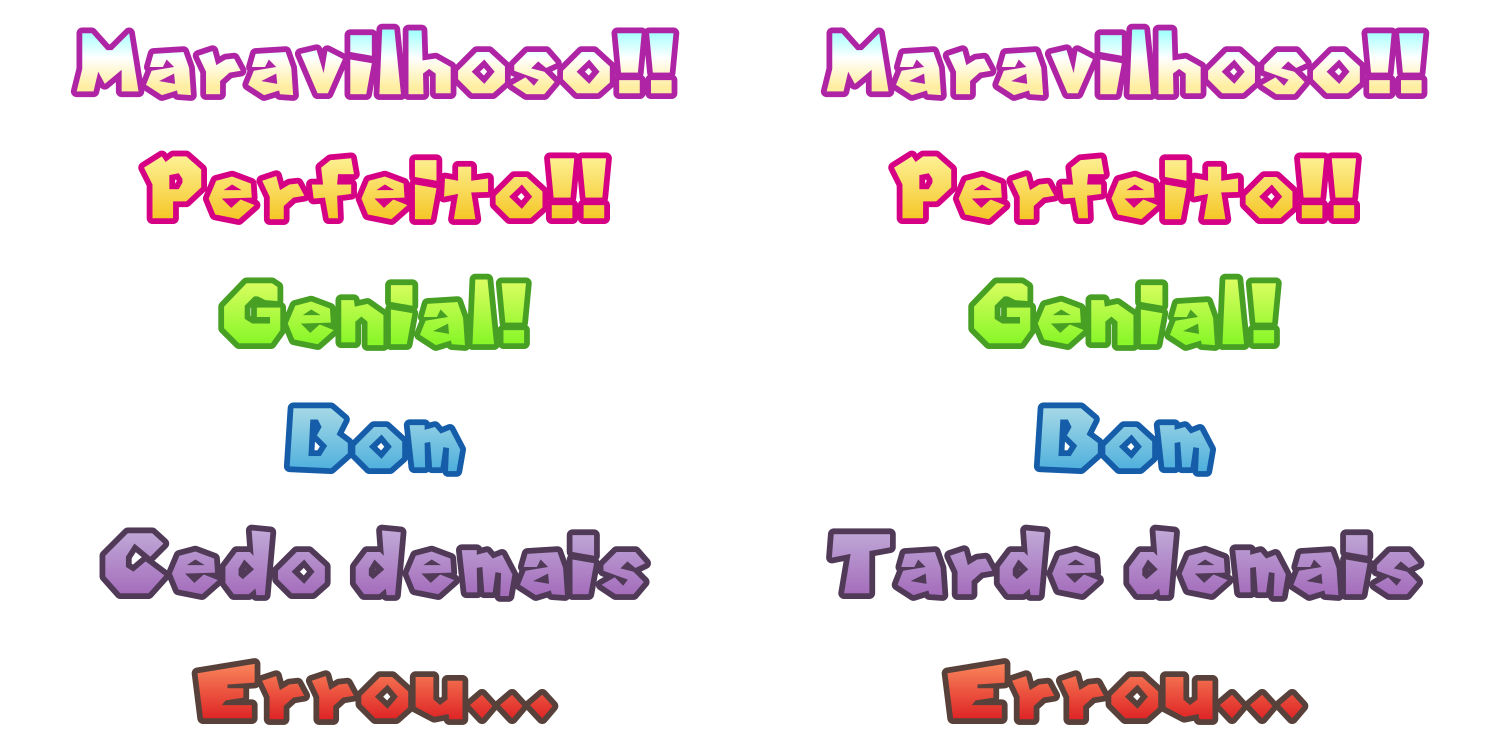 Maravilhoso!! Maravilhoso!!
Perfeito!! Perfeito!!
Genial! Genial!
Bom Bom
Cedo demais Tarde demais
Errou... Errou...